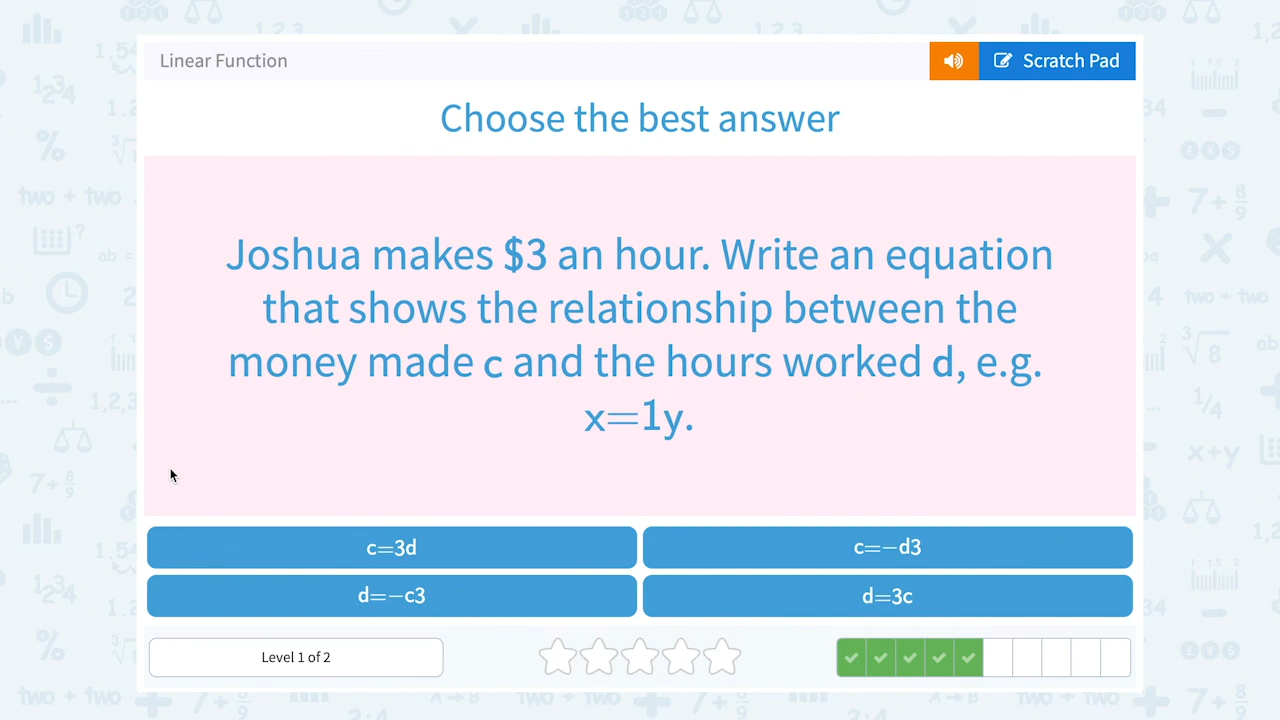 Linear Function
Scratch Pad
Choose the best answer
Joshua makes $3 an hour. Write an equation
that shows the relationship between the
money made c and the hours worked d, e.g.
x=1y.
c=3d
c=−d3
d=−c3
d=3c
Level 1 of 2